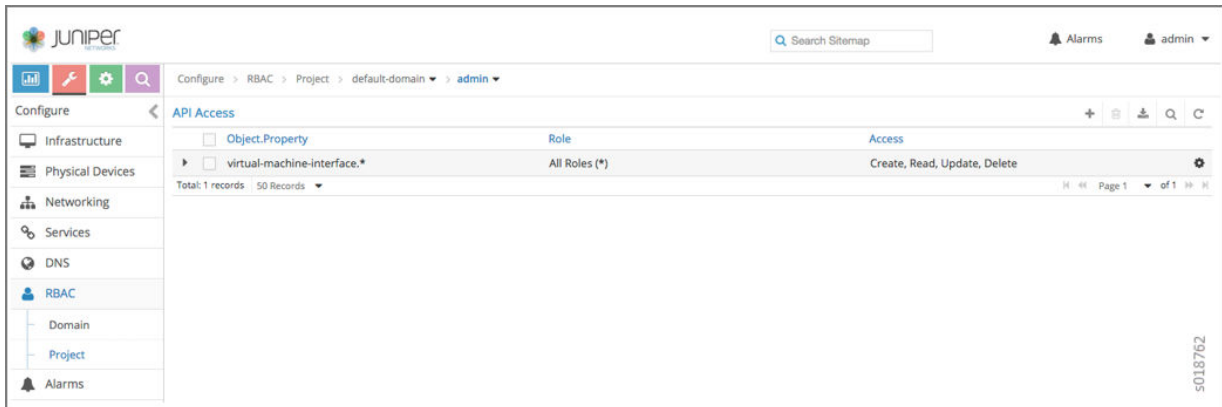 JUNIPER
NETWORKS
Search Sitemap
Alarms
admin
Configure > RBAC > Project > default-domain > admin
Configure
API Access
Infrastructure
Physical Devices
Networking
Services
DNS
RBAC
Domain
Project
Alarms
Object.Property Role Access
virtual-machine-interface.* All Roles (*) Create, Read, Update, Delete
Total: 1 records 50 Records Page 1 of 1
s018762